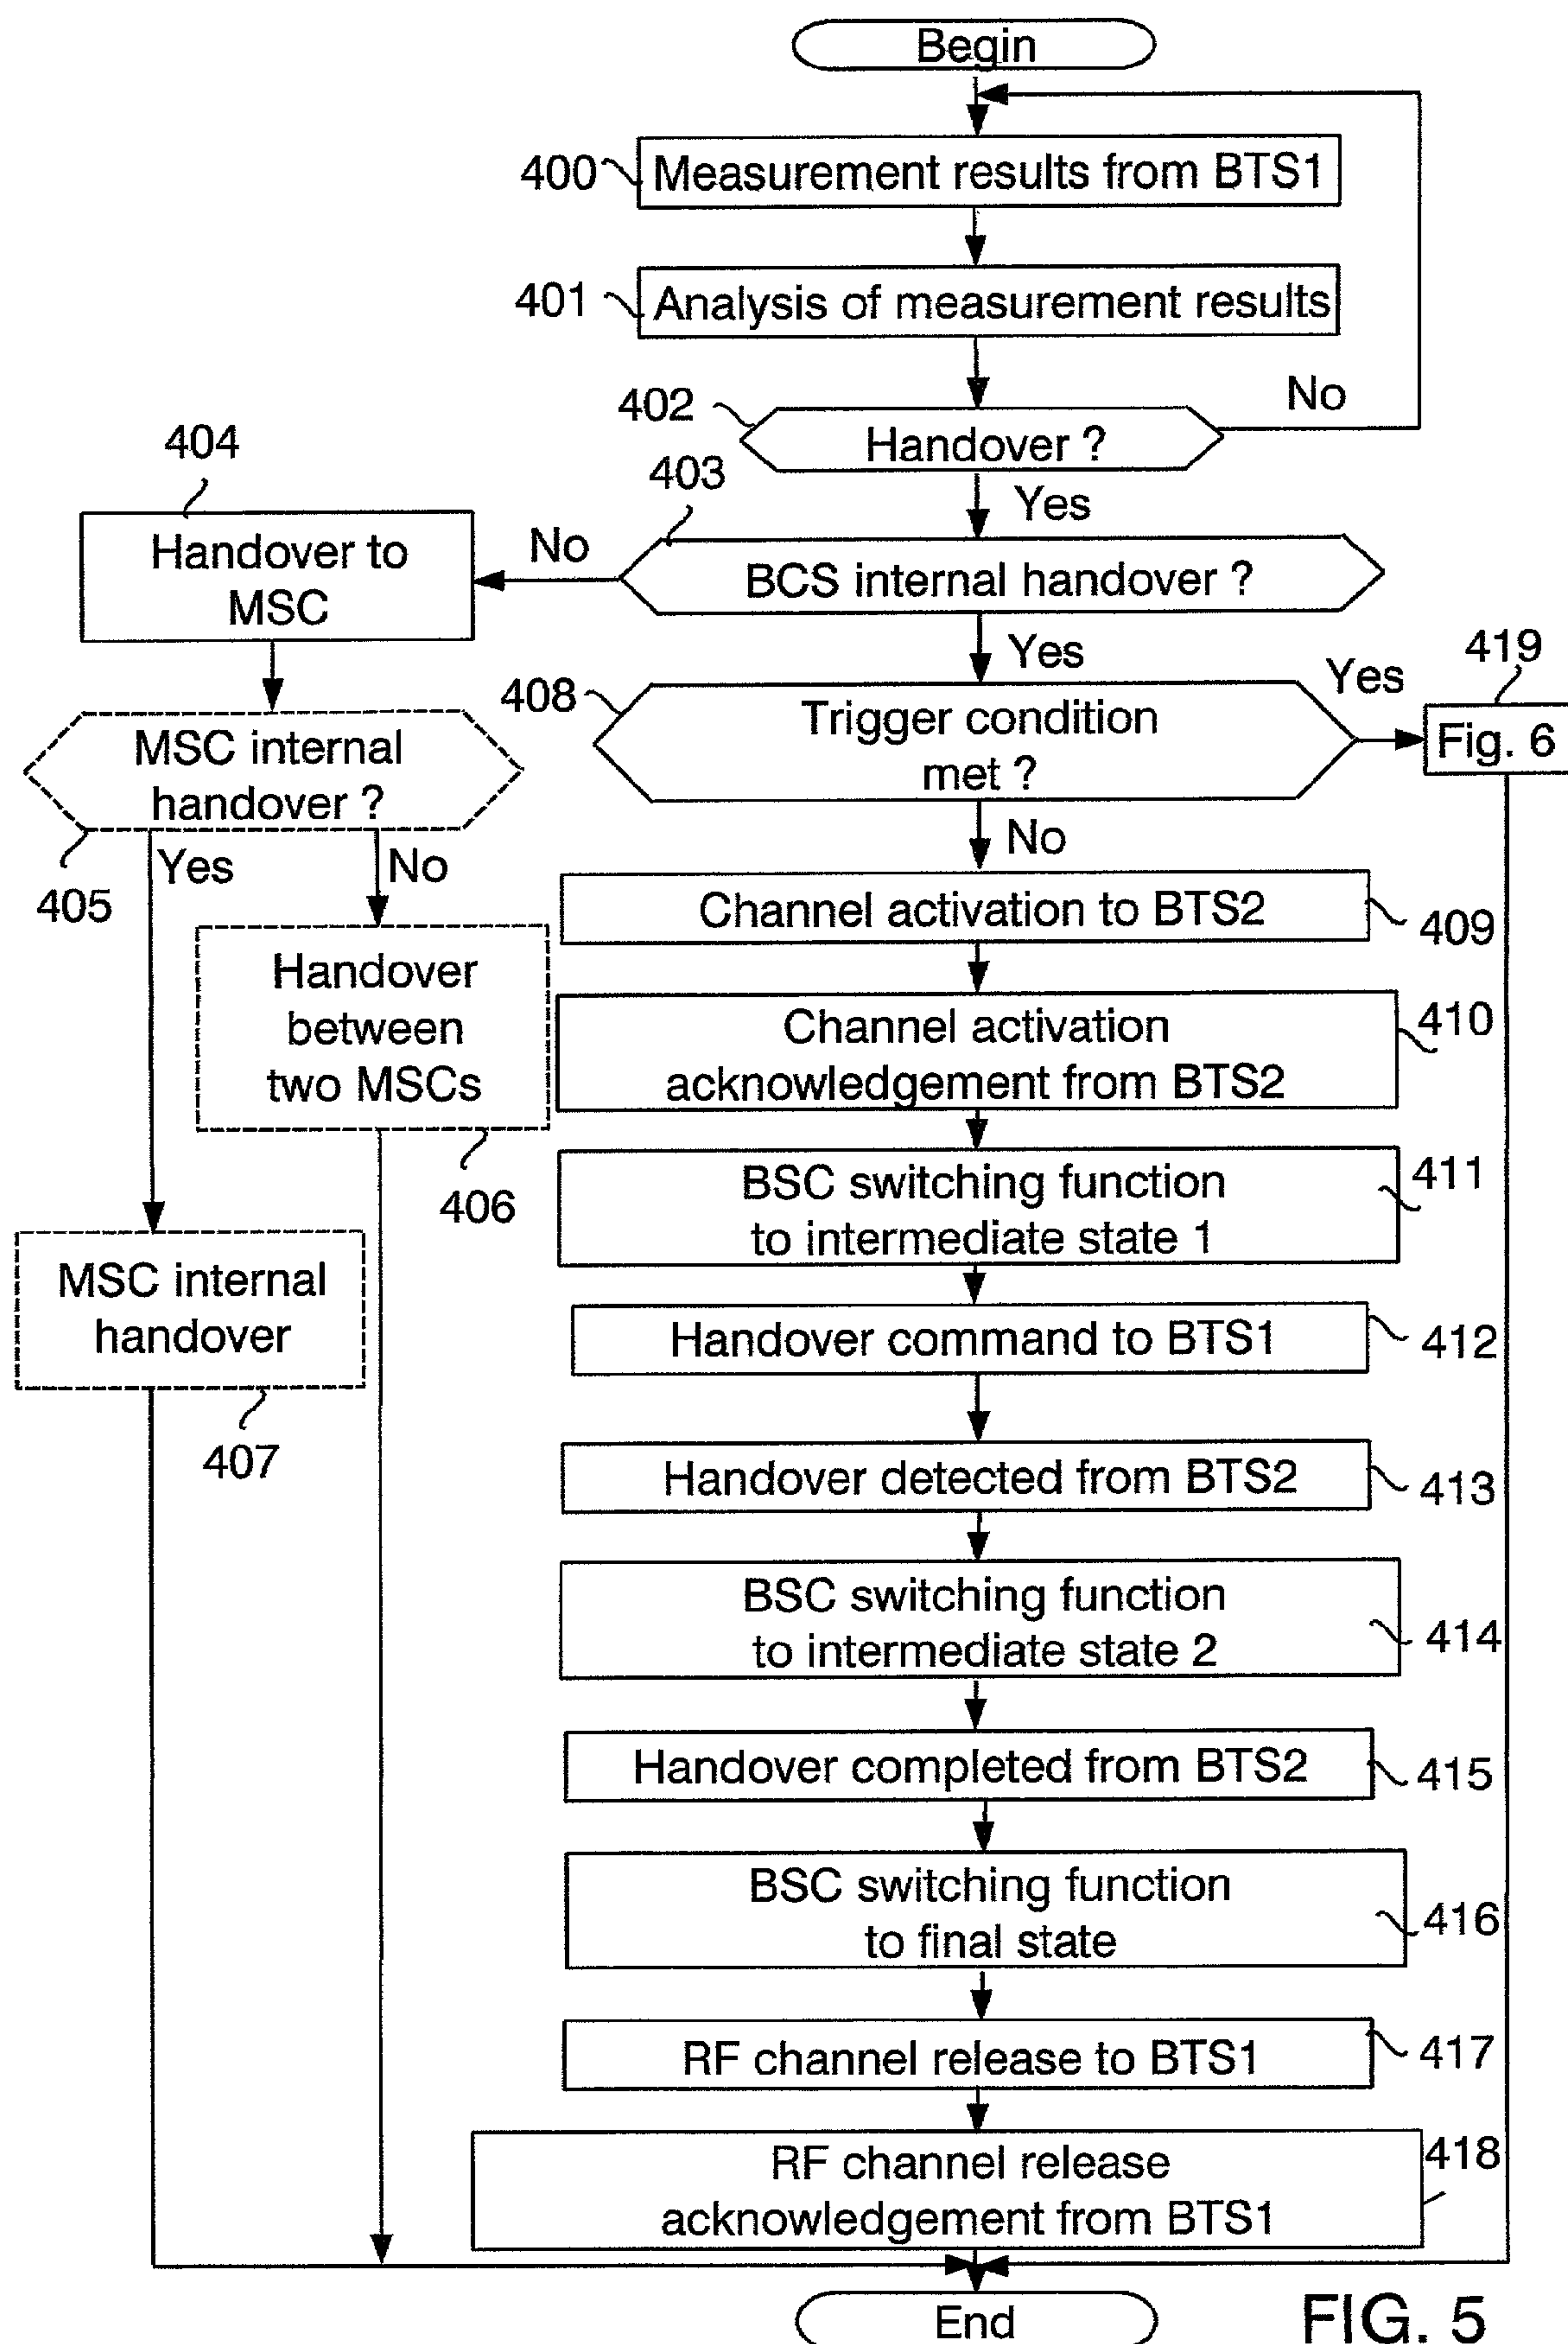 Begin
400
Measurement results from BTS1
401
Analysis of measurement results
402
Handover ?
No
Yes
403
BCS internal handover ?
No
404
Handover to
MSC
Yes
408
Trigger condition
met ?
Yes
419
Fig. 6
No
MSC internal
handover ?
405
Yes
No
Handover
between
two MSCs
406
MSC internal
handover
407
Channel activation to BTS2
409
Channel activation
acknowledgement from BTS2
410
BSC switching function
to intermediate state 1
411
Handover command to BTS1
412
Handover detected from BTS2
413
BSC switching function
to intermediate state 2
414
Handover completed from BTS2
415
BSC switching function
to final state
416
RF channel release to BTS1
417
RF channel release
acknowledgement from BTS1
418
End
FIG. 5